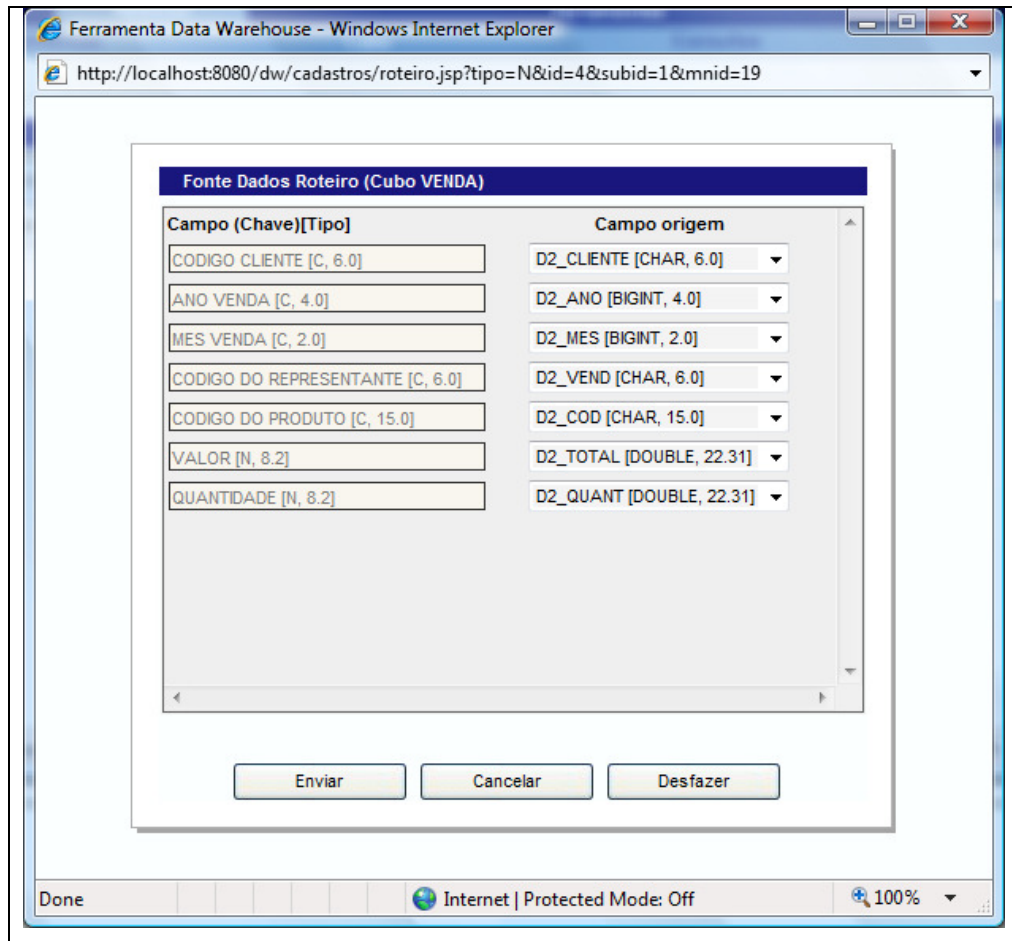 Ferramenta Data Warehouse - Windows Internet Explorer
http://localhost:8080/dw/cadastros/roteiro.jsp?tipo=N&id=4&subid=1&mnid=19
Fonte Dados Roteiro (Cubo VENDA)
Campo (Chave)[Tipo] Campo origem
CODIGO CLIENTE [C, 6.0] D2_CLIENTE [CHAR, 6.0]
ANO VENDA [C, 4.0] D2_ANO [BIGINT, 4.0]
MES VENDA [C, 2.0] D2_MES [BIGINT, 2.0]
CODIGO DO REPRESENTANTE [C, 6.0] D2_VEND [CHAR, 6.0]
CODIGO DO PRODUTO [C, 15.0] D2_COD [CHAR, 15.0]
VALOR [N, 8.2] D2_TOTAL [DOUBLE, 22.31]
QUANTIDADE [N, 8.2] D2_QUANT [DOUBLE, 22.31]
Enviar Cancelar Desfazer
Done Internet | Protected Mode: Off 100%